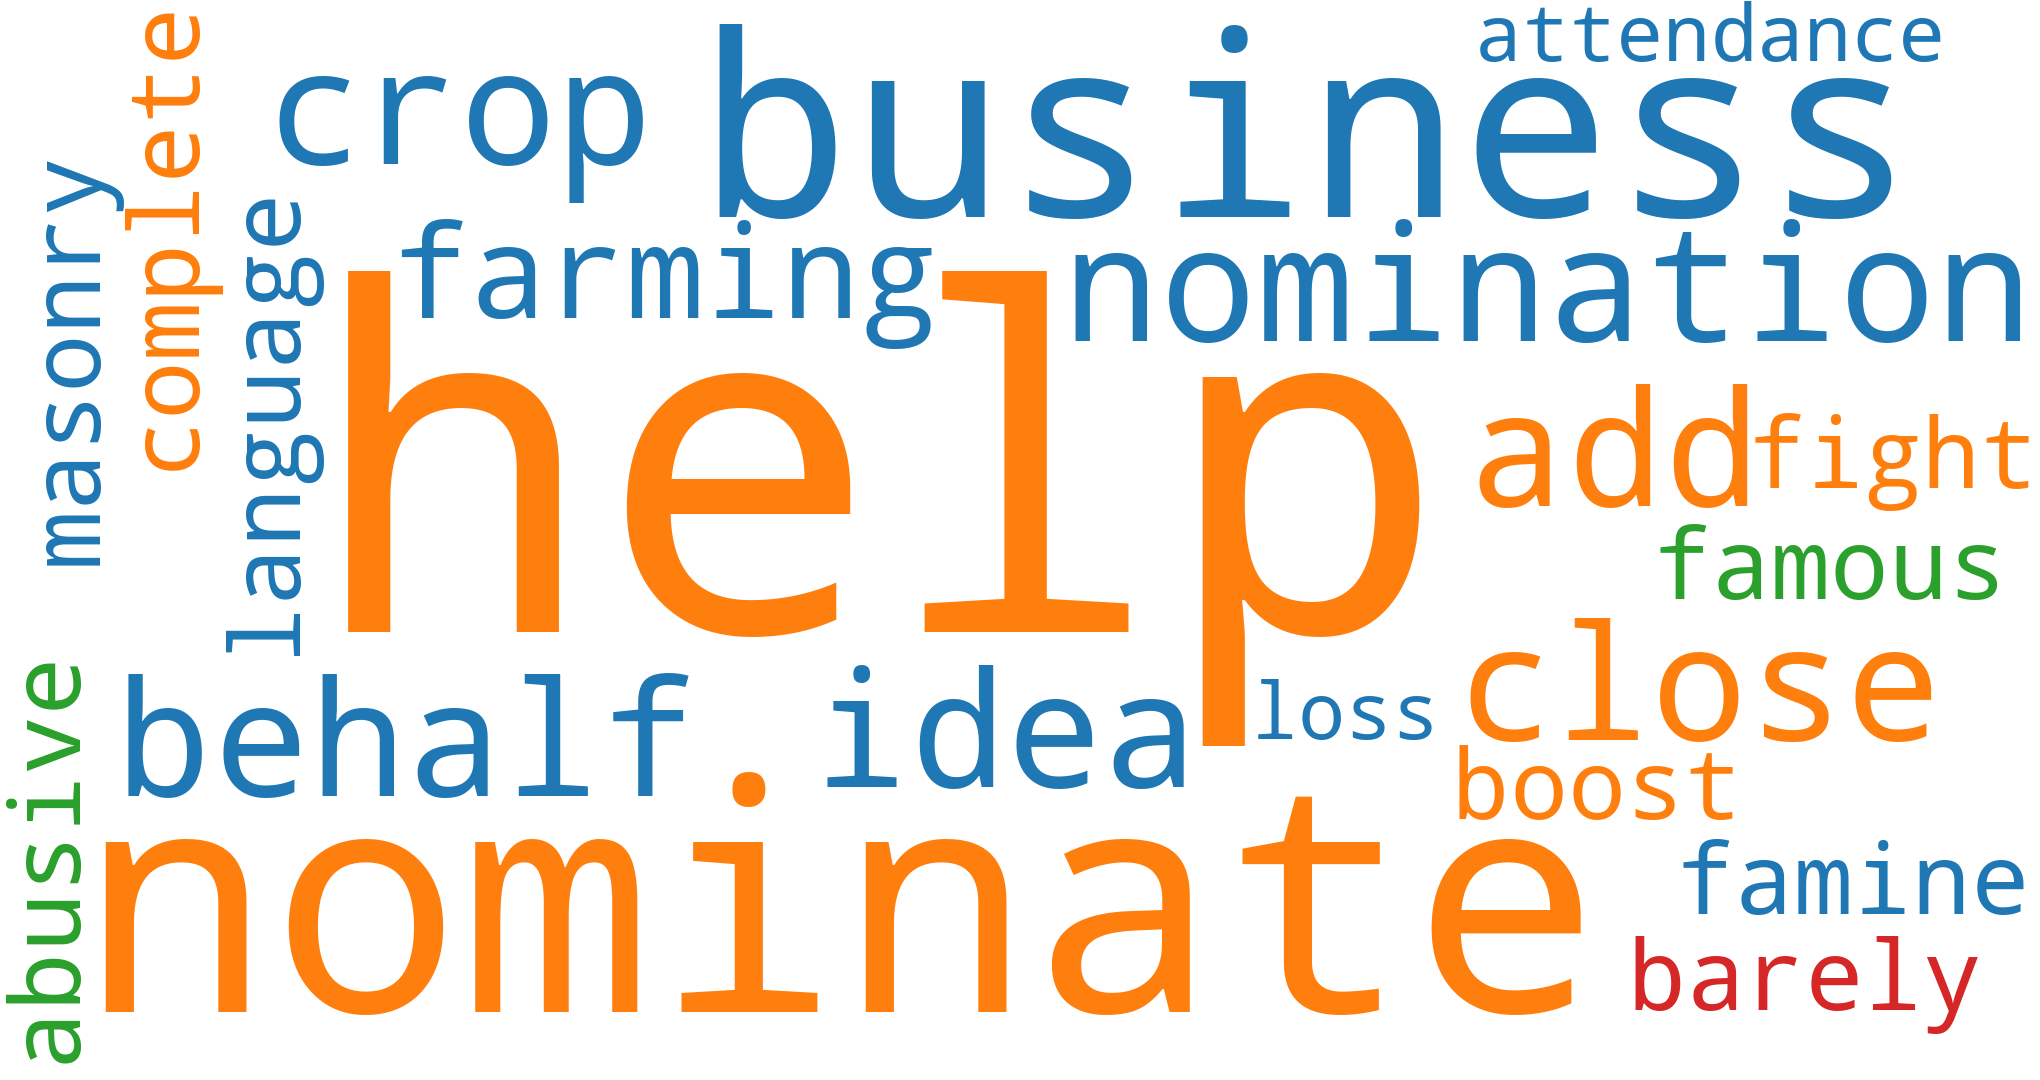 attendance
business
crop
complete
masonry
language
farming
nomination
help
add
fight
famous
close
behalf
idea
loss
boost
abusive
nominate
famine
barely